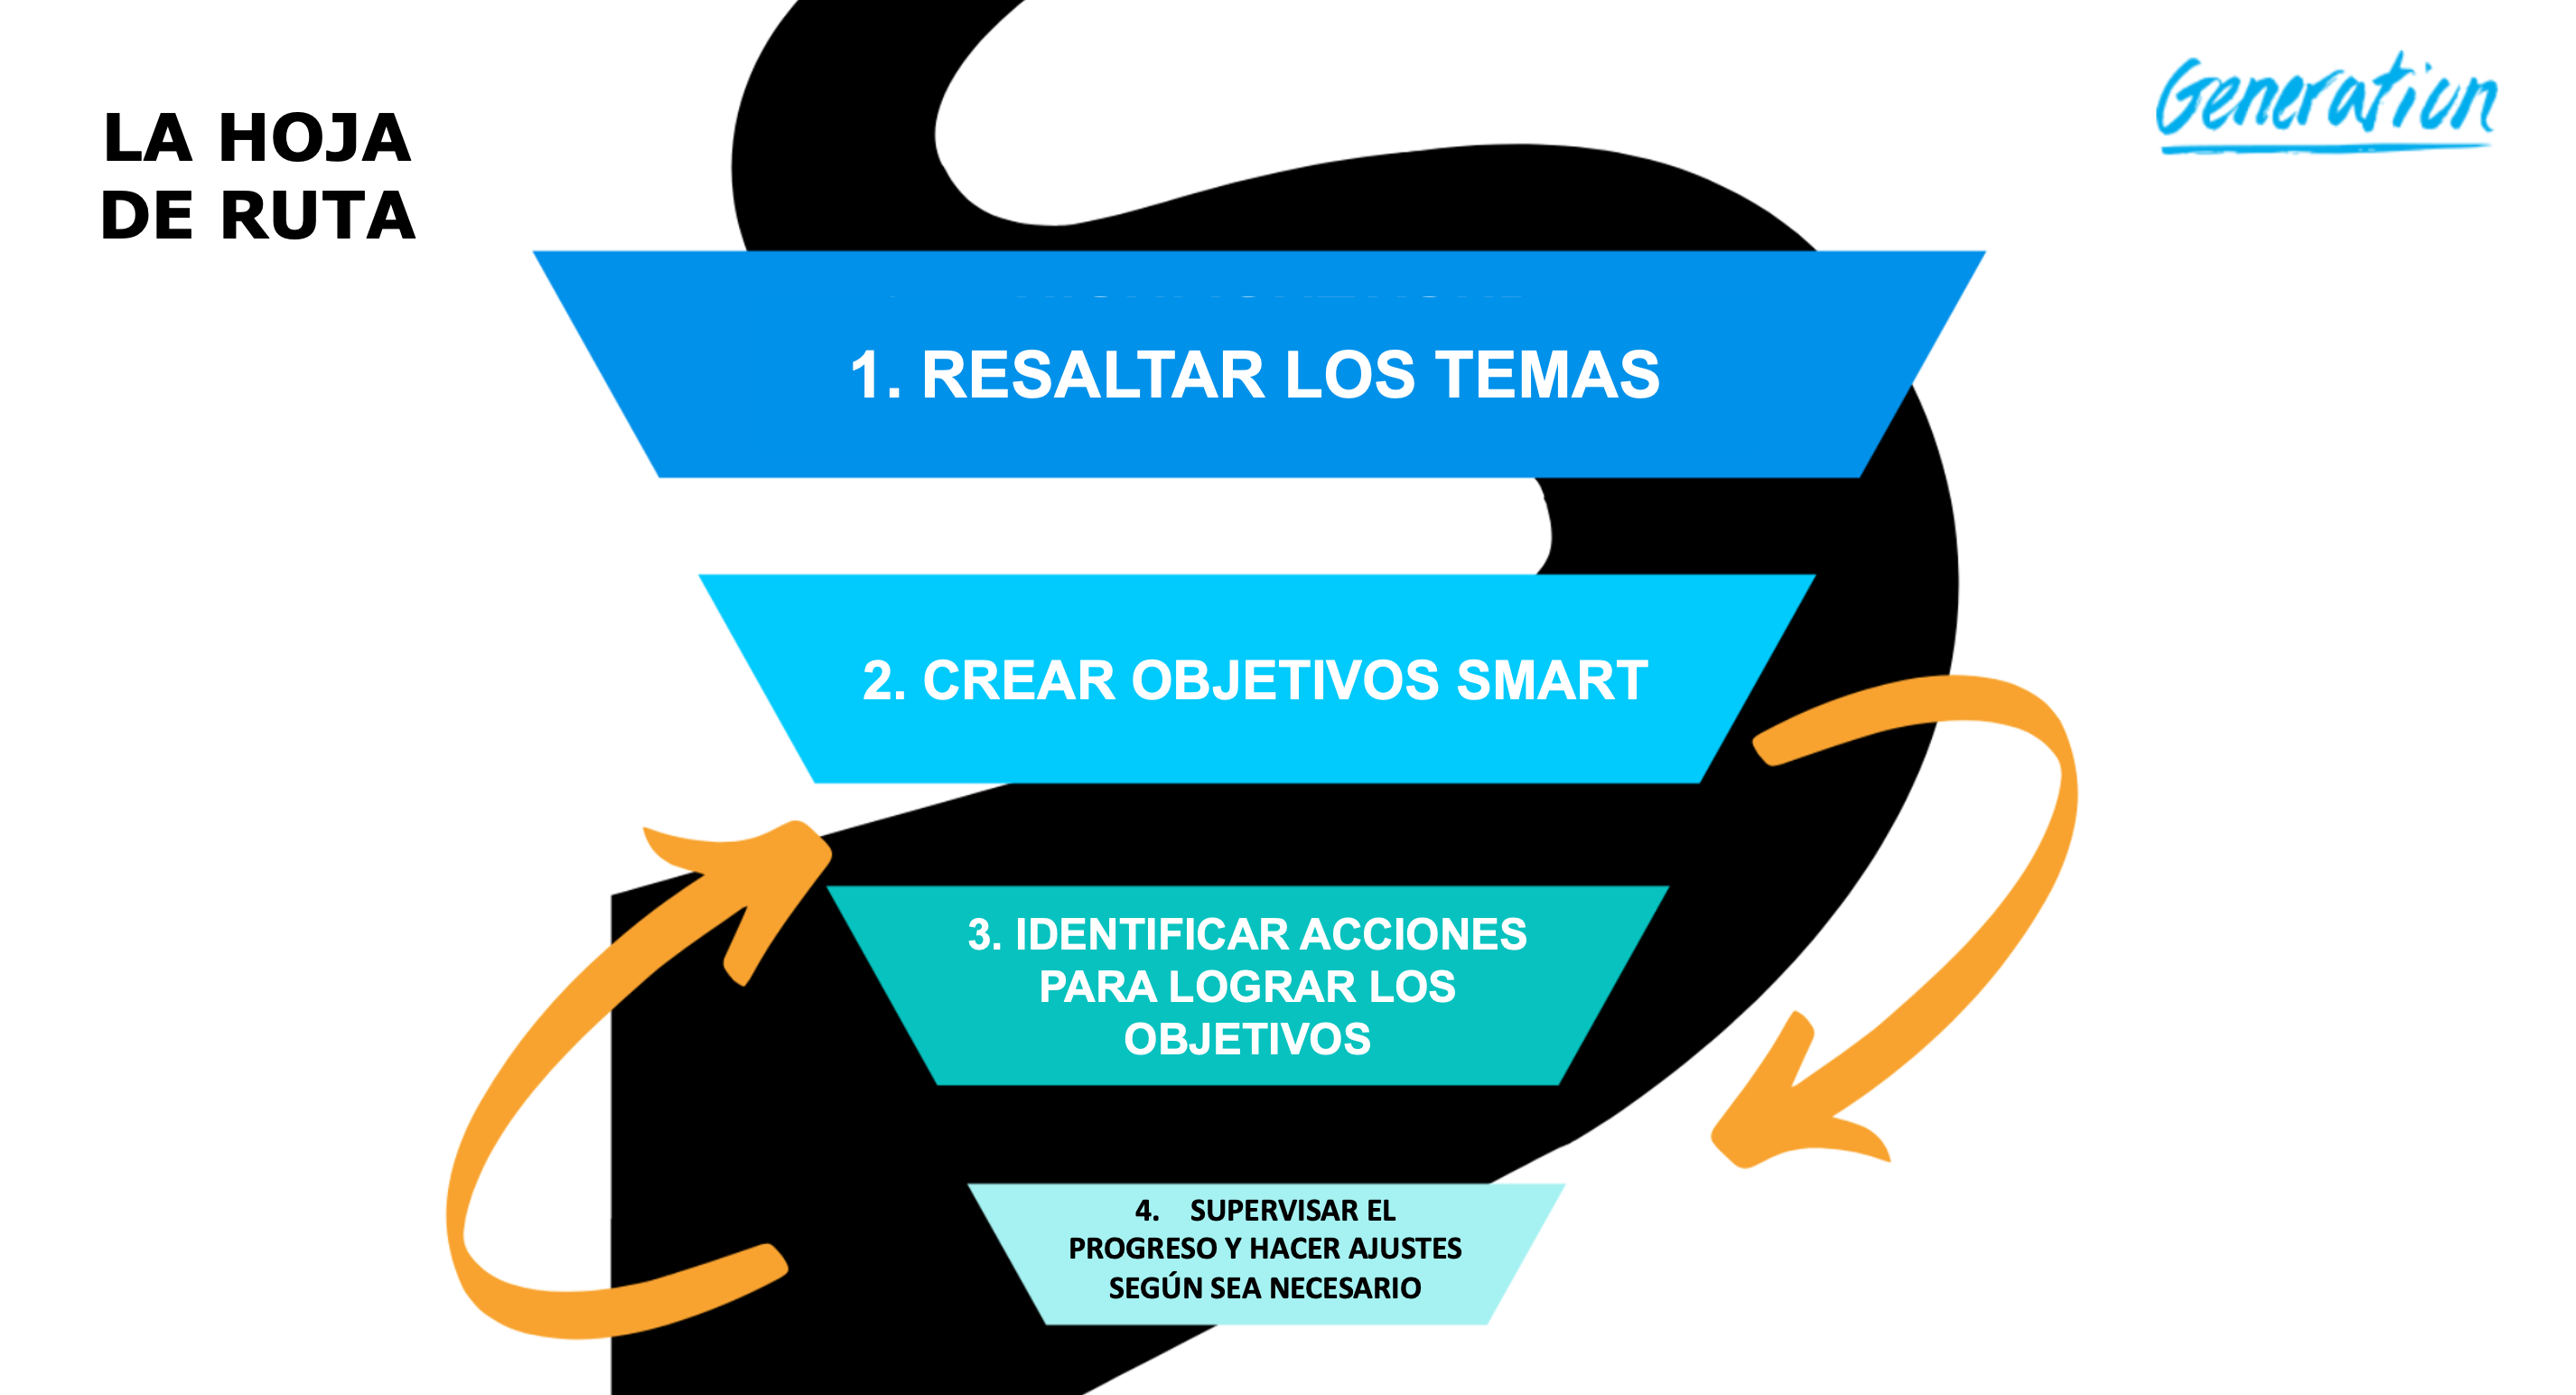 LA HOJA
DE RUTA
Generation
1. RESALTAR LOS TEMAS
2. CREAR OBJETIVOS SMART
3. IDENTIFICAR ACCIONES
PARA LOGRAR LOS
OBJETIVOS
4. SUPERVISAR EL
PROGRESO Y HACER AJUSTES
SEGÚN SEA NECESARIO